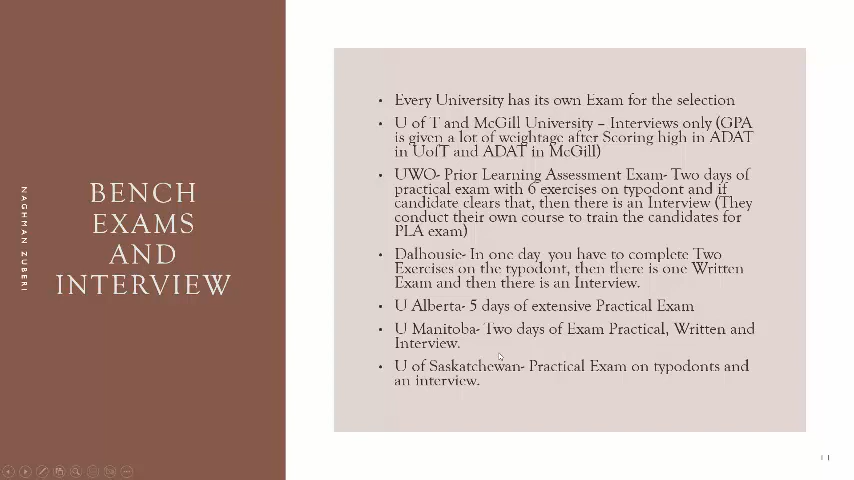 NAGHMAN ZUBERI
BENCH
EXAMS
AND
INTERVIEW
• Every University has its own Exam for the selection
• U of T and McGill University – Interviews only (GPA
is given a lot of weightage after Scoring high in ADAT
in UofT and ADAT in McGill)
• UWO- Prior Learning Assessment Exam- Two days of
practical exam with 6 exercises on typodont and if
candidate clears that, then there is an Interview (They
conduct their own course to train the candidates for
PLA exam)
• Dalhousie- In one day you have to complete Two
Exercises on the typodont, then there is one Written
Exam and then there is an Interview.
• U Alberta- 5 days of extensive Practical Exam
• U Manitoba- Two days of Exam Practical, Written and
Interview.
• U of Saskatchewan- Practical Exam on typodonts and
an interview.
11